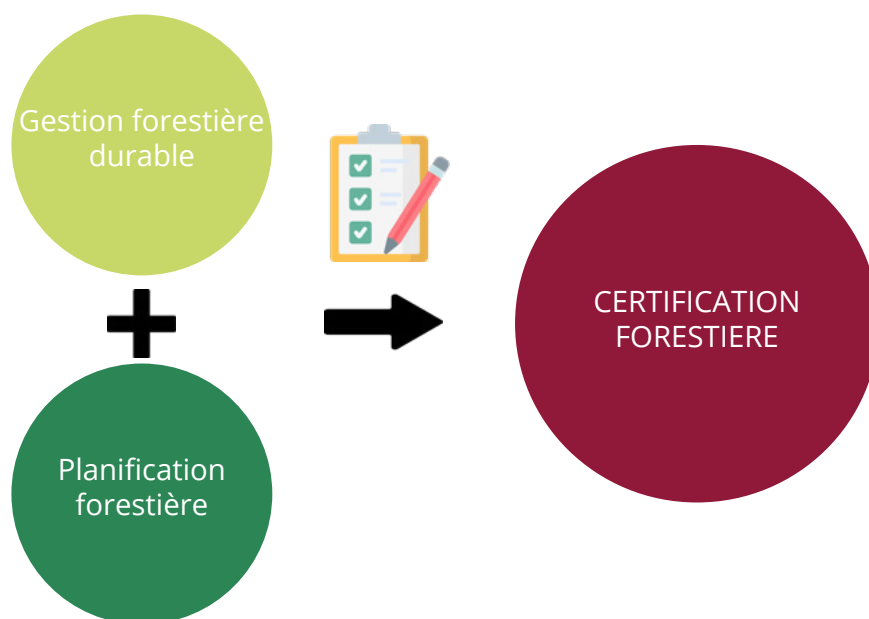 Gestion forestière
durable
Planification
forestière
CERTIFICATION
FORESTIERE